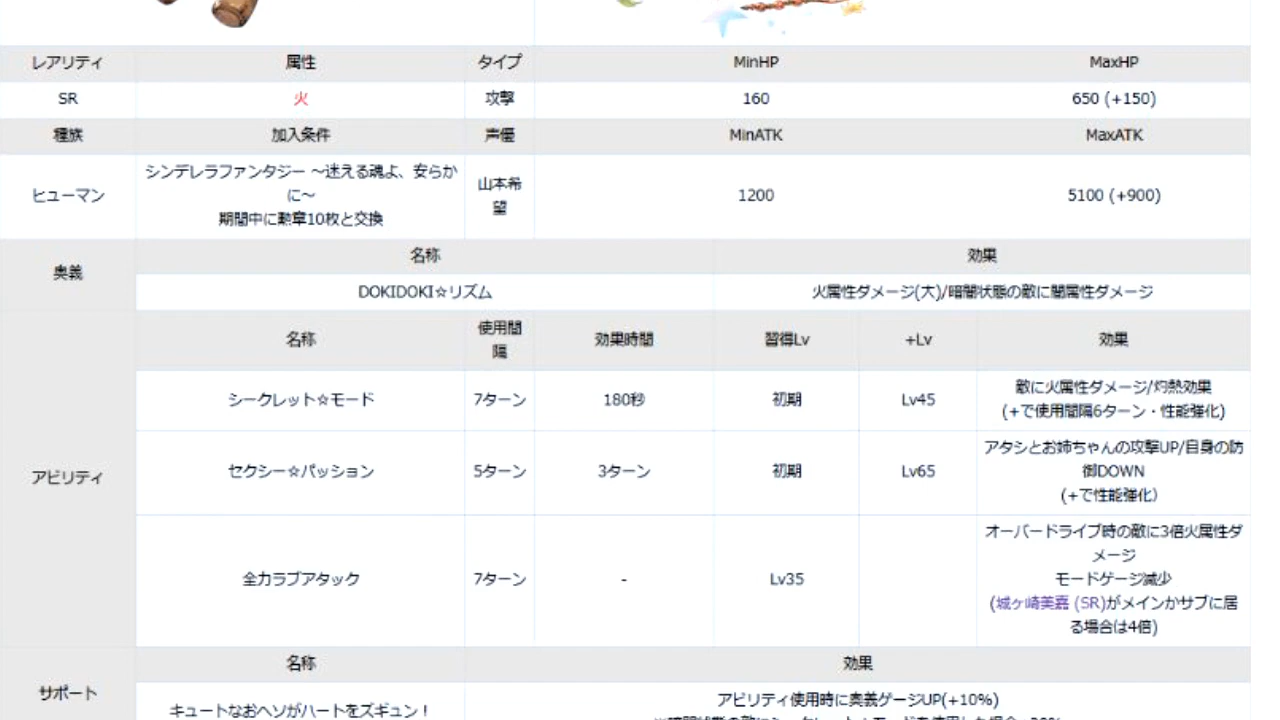 レアリティ 属性 タイプ MinHP MaxHP
SR 火 攻撃 160 650 (+150)
種族 加入条件 声優 MinATK MaxATK
ヒューマン シンデレラファンタジー ～迷える魂よ、安らか
に～
期間中に勲章10枚と交換 山本希
望 1200 5100 (+900)
奥義 名称 効果
DOKIDOKI☆リズム 火属性ダメージ(大)/暗闇状態の敵に闇属性ダメージ
アビリティ 名称 使用間
隔 効果時間 習得Lv +Lv 効果
シークレット☆モード 7ターン 180秒 初期 Lv45 敵に火属性ダメージ/灼熱効果
(+で使用間隔6ターン・性能強化)
セクシー☆パッション 5ターン 3ターン 初期 Lv65 アタシとお姉ちゃんの攻撃UP/自身の防
御DOWN
(+で性能強化)
全力ラブアタック 7ターン - Lv35 オーバードライブ時の敵に3倍火属性ダ
メージ
モードゲージ減少
(城ヶ崎美嘉 (SR)がメインかサブに居
る場合は4倍)
サポート 名称 効果
キュートなおヘソがハートをズギュン！ アビリティ使用時に奥義ゲージUP(+10%)